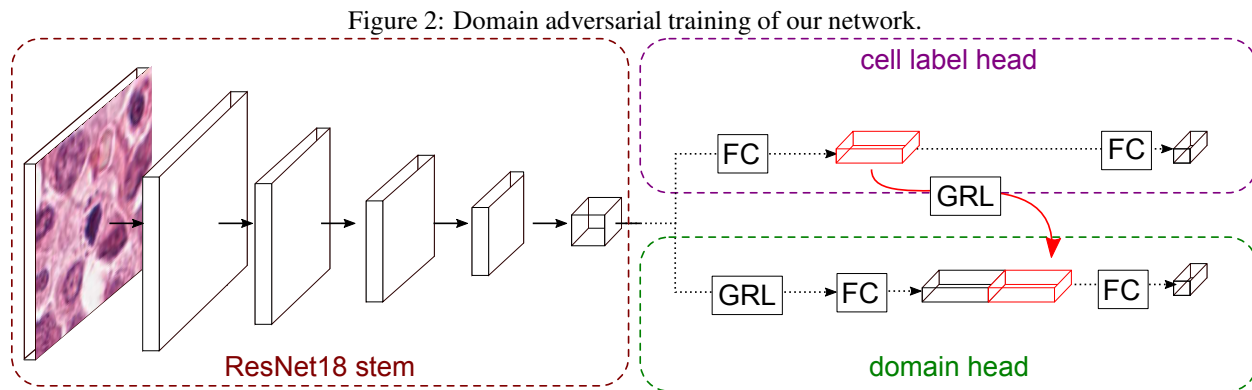 Figure 2: Domain adversarial training of our network.
cell label head
FC
FC
GRL
GRL
FC
FC
ResNet18 stem
domain head